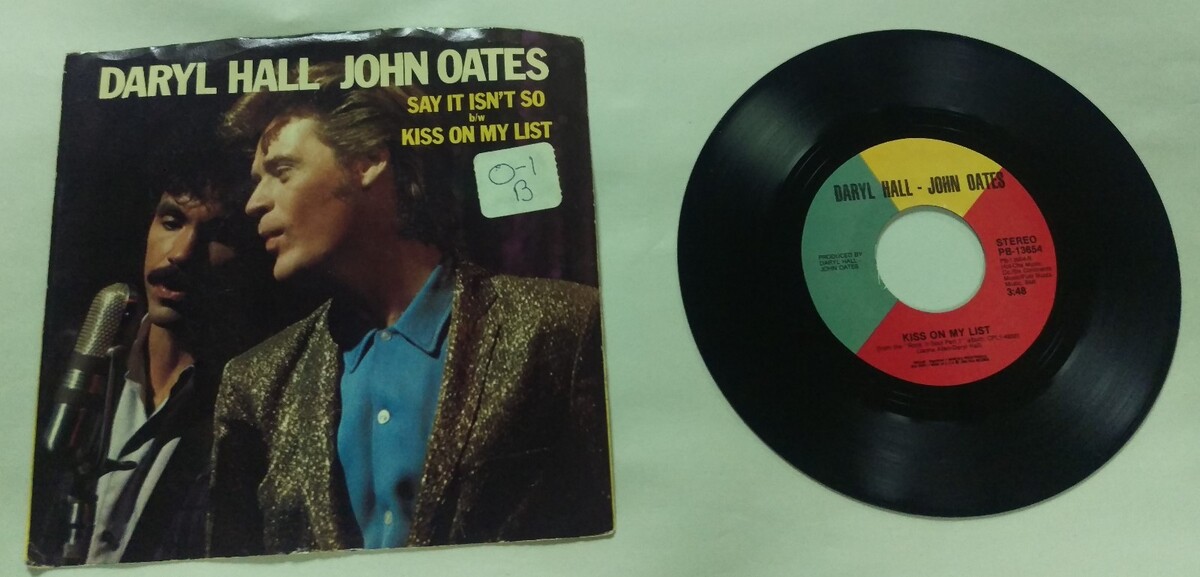 DARYL HALL JOHN OATES
SAY IT ISN'T SO
b/w
KISS ON MY LIST
O-1
B
DARYL HALL - JOHN OATES
PRODUCED BY
DARYL HALL -
JOHN OATES
STEREO
PB-13654
3:48
KISS ON MY LIST